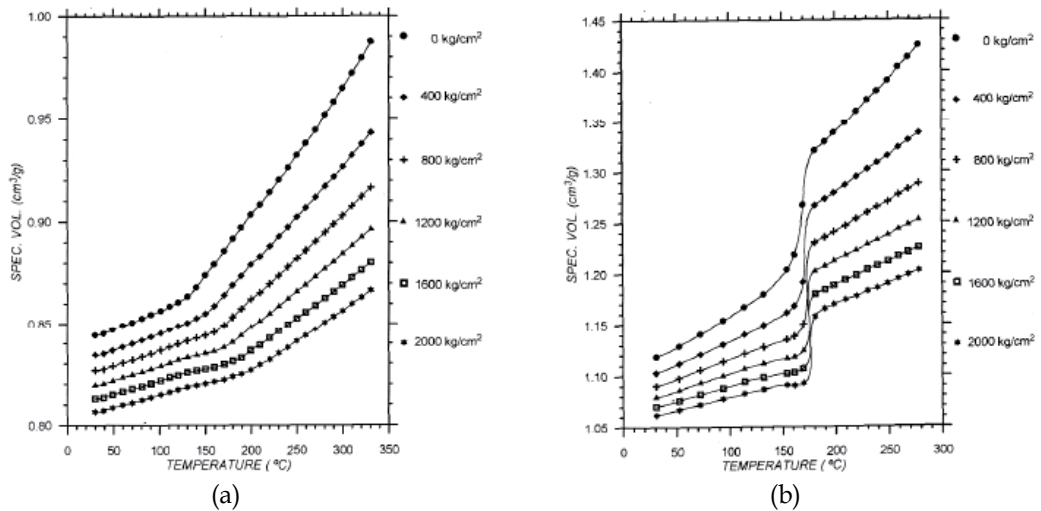 1.00
0.95
0.90
0.85
0.80
SPEC. VOL. (cm³/g)
0 50 100 150 200 250 300 350
TEMPERATURE ( ºC)
0 kg/cm²
400 kg/cm²
800 kg/cm²
1200 kg/cm²
1600 kg/cm²
2000 kg/cm²
(a)
1.45
1.40
1.35
1.30
1.25
1.20
1.15
1.10
1.05
SPEC. VOL. (cm³/g)
0 50 100 150 200 250 300
TEMPERATURE ( ºC)
0 kg/cm²
400 kg/cm²
800 kg/cm²
1200 kg/cm²
1600 kg/cm²
2000 kg/cm²
(b)